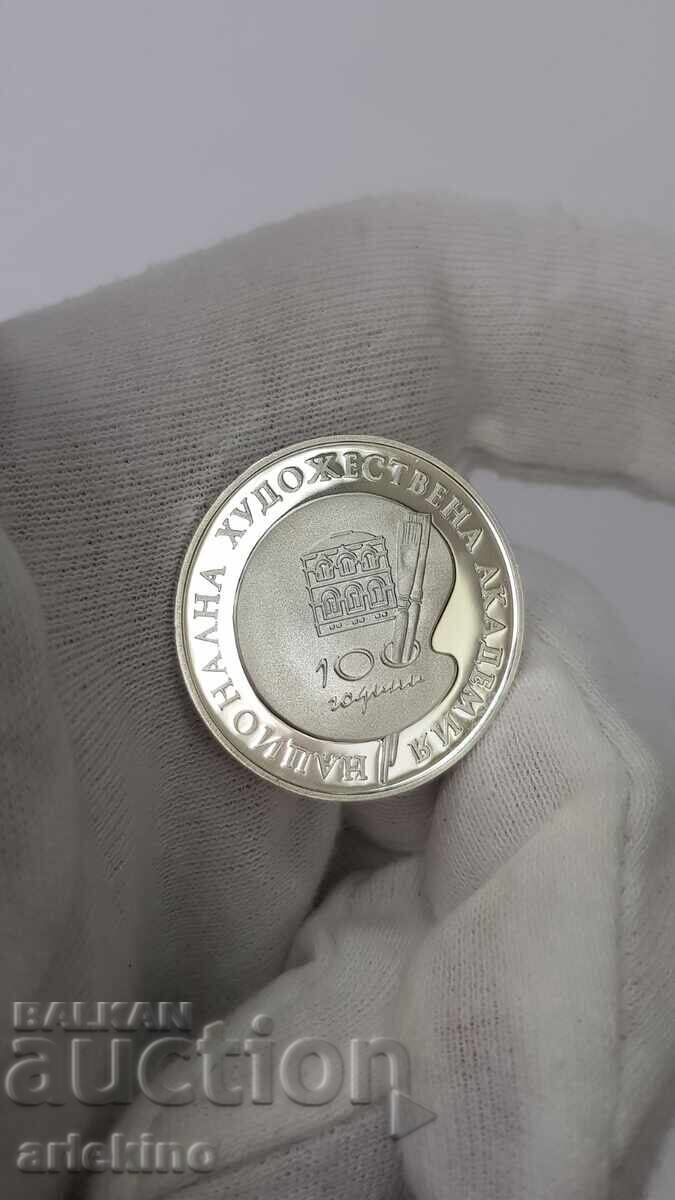 НАЦИОНАЛНА ХУДОЖЕСТВЕНА АКАДЕМИЯ
100
години
BALKAN
auction
arlekino